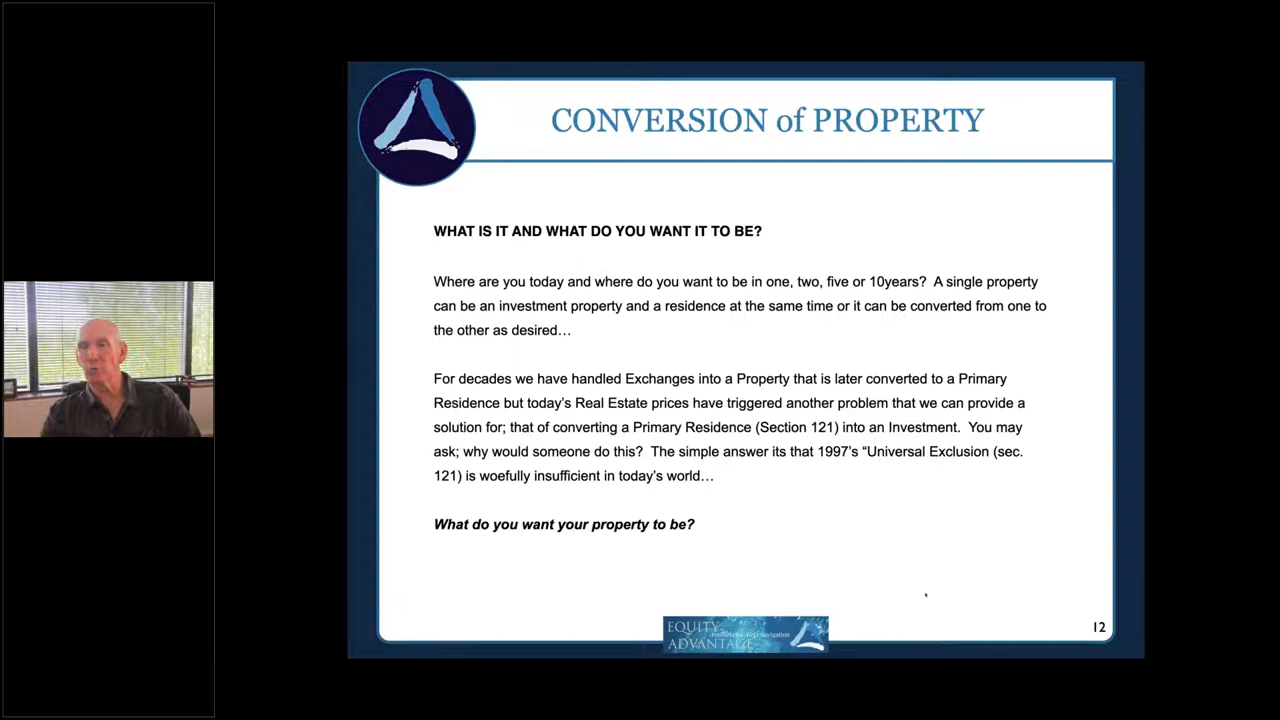 CONVERSION of PROPERTY
WHAT IS IT AND WHAT DO YOU WANT IT TO BE?
Where are you today and where do you want to be in one, two, five or 10years? A single property
can be an investment property and a residence at the same time or it can be converted from one to
the other as desired…
For decades we have handled Exchanges into a Property that is later converted to a Primary
Residence but today's Real Estate prices have triggered another problem that we can provide a
solution for; that of converting a Primary Residence (Section 121) into an Investment. You may
ask; why would someone do this? The simple answer its that 1997's “Universal Exclusion (sec.
121) is woefully insufficient in today's world…
What do you want your property to be?
EQUITY
ADVANTAGE
12